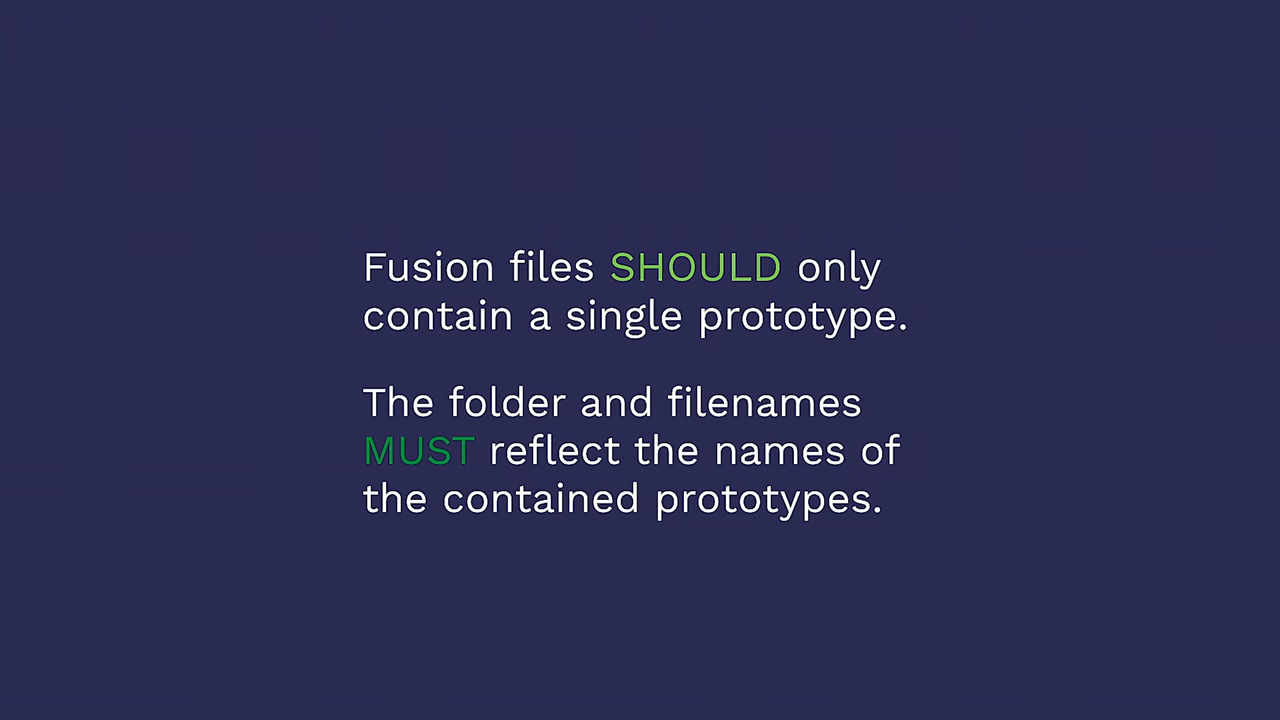 Fusion files SHOULD only
contain a single prototype.
The folder and filenames
MUST reflect the names of
the contained prototypes.